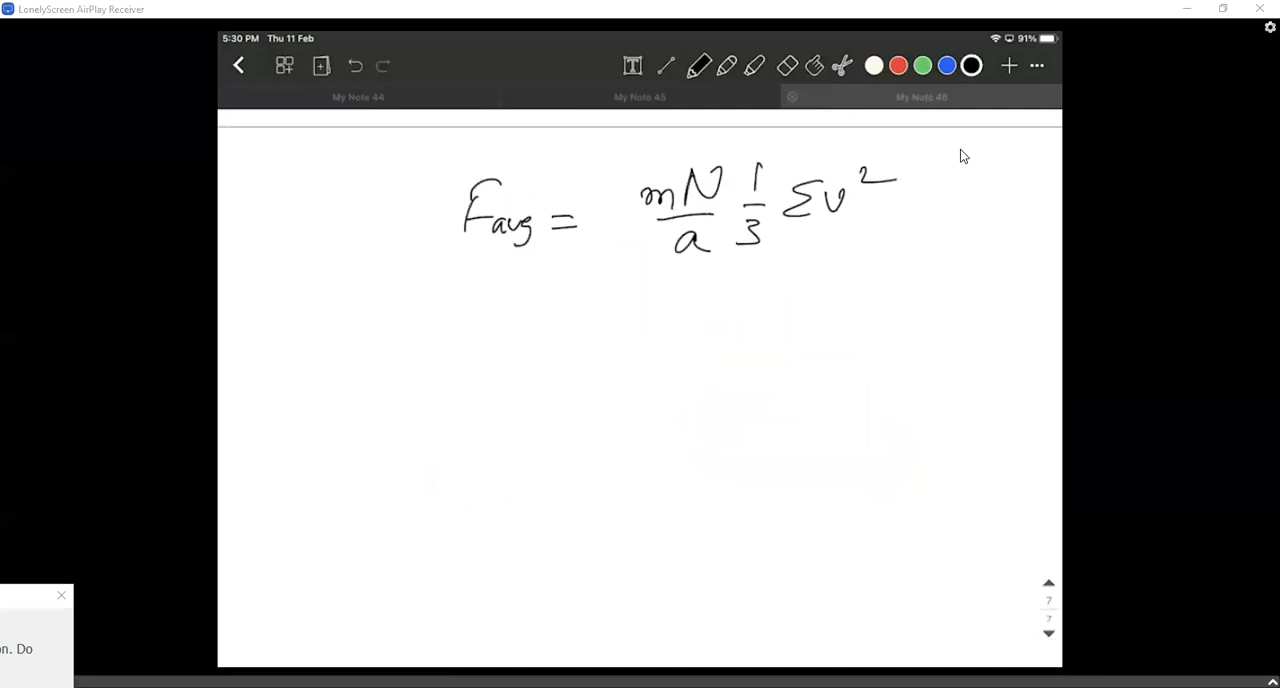 LonelyScreen AirPlay Receiver
5:30 PM Thu 11 Feb
91%
T
My Note 44 My Note 45 My Note 46
F_avg = mN/a 1/3 Σv²
7
7
on. Do